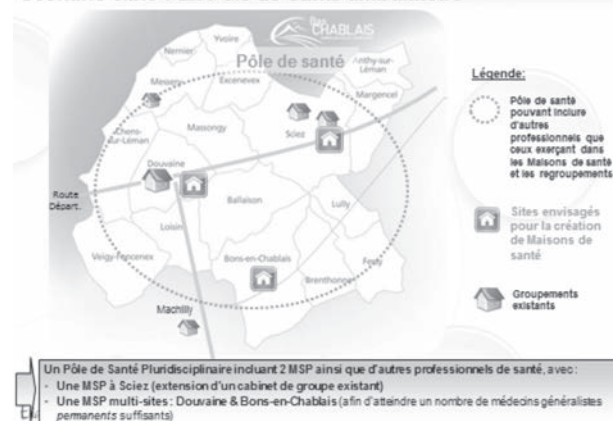 Bas
CHABLAIS
Pôle de santé
Yvoire
Nernier
Messery
Excenevex
Anthy-sur-
Léman
Margencel
Sciez
Massongy
Chens-
sur-Léman
Douvaine
Route
Départ.
Ballaison
Lully
Loisin
Veigy-Foncenex
Bons-en-Chablais
Fessy
Brenthonne
Machilly
Légende:
Pôle de santé
pouvant inclure
d'autres
professionnels que
ceux exerçant dans
les Maisons de santé
et les regroupements
Sites envisagés
pour la création
de Maisons de
santé
Groupements
existants
Un Pôle de Santé Pluridisciplinaire incluant 2 MSP ainsi que d'autres professionnels de santé, avec:
- Une MSP à Sciez (extension d'un cabinet de groupe existant)
- Une MSP multi-sites : Douvaine & Bons-en-Chablais (afin d'atteindre un nombre de médecins généralistes
permanents suffisants)